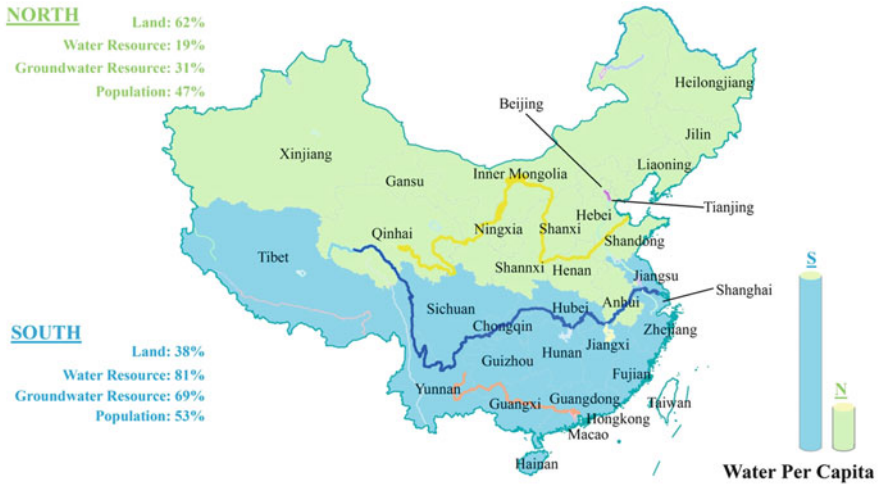 NORTH
Land: 62%
Water Resource: 19%
Groundwater Resource: 31%
Population: 47%
Heilongjiang
Beijing
Jilin
Xinjiang
Liaoning
Inner Mongolia
Gansu
Tianjing
Hebei
Qinhai
Ningxia
Shanxi
Shandong
Tibet
Shannxi
Henan
S
Jiangsu
Shanghai
Sichuan
Hubei
Anhui
SOUTH
Chongqin
Zhejiang
Land: 38%
Hunan
Jiangxi
Guizhou
Water Resource: 81%
Fujian
Groundwater Resource: 69%
Yunnan
N
Population: 53%
Guangxi
Guangdong
Taiwan
Hongkong
Macao
Hainan
Water Per Capita